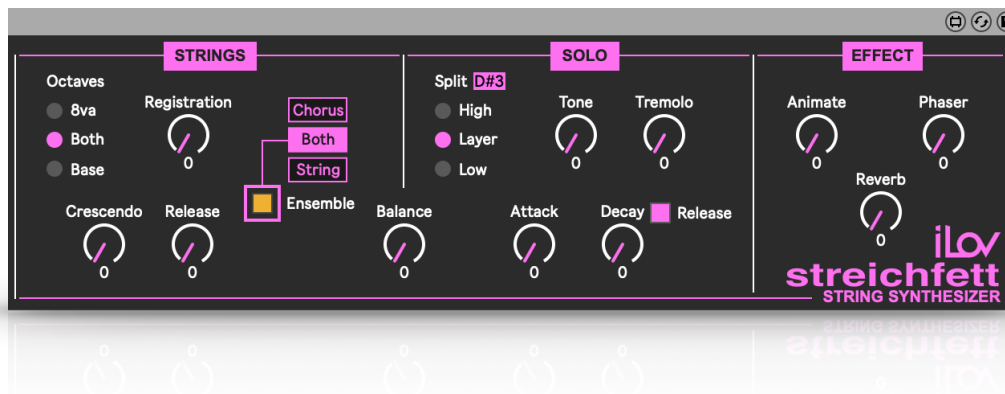 STRINGS
Octaves
8va
Both
Base
Registration
0
Chorus
Both
String
Ensemble
Crescendo
0
Release
0
Balance
0
SOLO
Split D#3
High
Layer
Low
Tone
0
Tremolo
0
Attack
0
Decay
0
Release
EFFECT
Animate
0
Phaser
0
Reverb
0
iLov
streichfett
STRING SYNTHESIZER